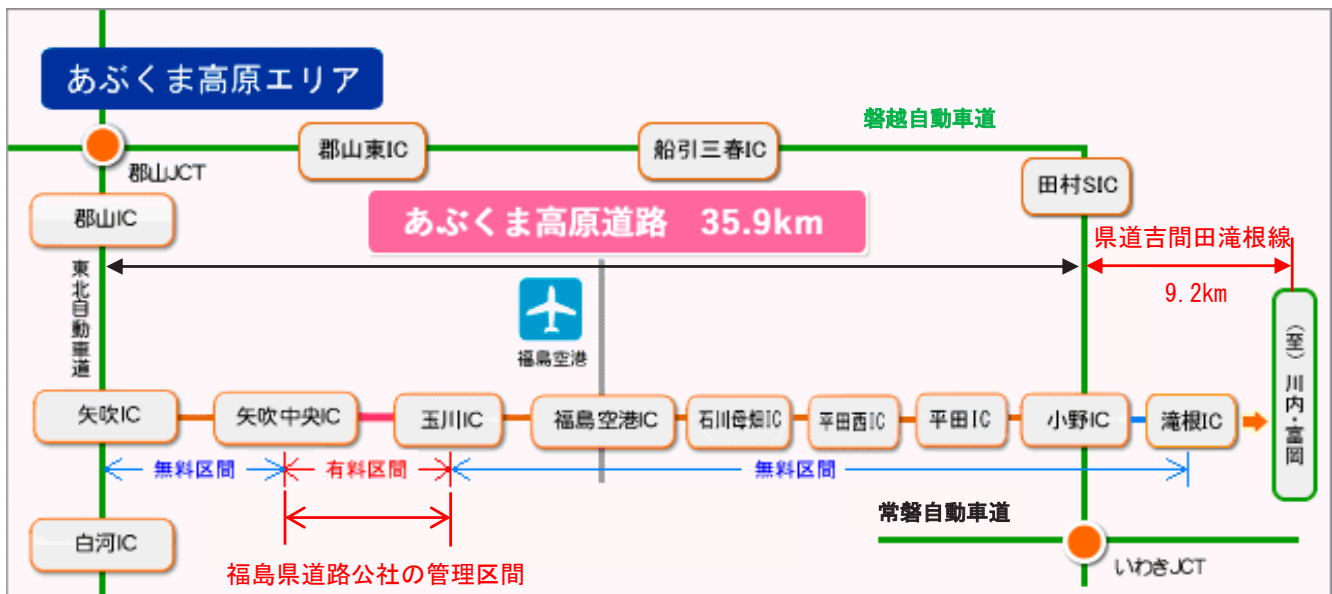 あぶくま高原エリア
磐越自動車道
郡山JCT
郡山東IC
船引三春IC
田村SIC
郡山IC
あぶくま高原道路 35.9km
県道吉間田滝根線
9.2km
東北自動車道
福島空港
(至)川内・富岡
矢吹IC
矢吹中央IC
玉川IC
福島空港IC
石川母畑IC
平田西IC
平田IC
小野IC
滝根IC
無料区間
有料区間
無料区間
常磐自動車道
白河IC
福島県道路公社の管理区間
いわきJCT